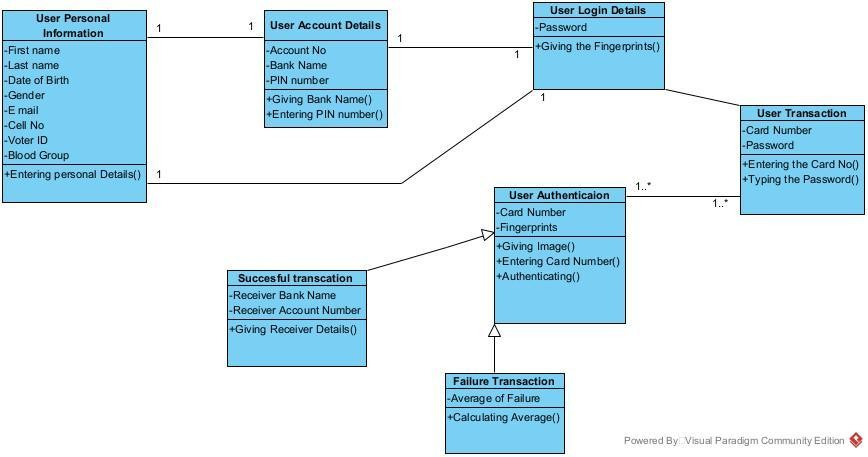 User Personal
Information
-First name
-Last name
-Date of Birth
-Gender
-E mail
-Cell No
-Voter ID
-Blood Group
+Entering personal Details()
1
1
User Account Details
-Account No
-Bank Name
-PIN number
+Giving Bank Name()
+Entering PIN number()
1
1
User Login Details
-Password
+Giving the Fingerprints()
1
1
User Transaction
-Card Number
-Password
+Entering the Card No()
+Typing the Password()
1..*
1..*
User Authenticaion
-Card Number
-Fingerprints
+Giving Image()
+Entering Card Number()
+Authenticating()
Succesful transcation
-Receiver Bank Name
-Receiver Account Number
+Giving Receiver Details()
Failure Transaction
-Average of Failure
+Calculating Average()
Powered By Visual Paradigm Community Edition